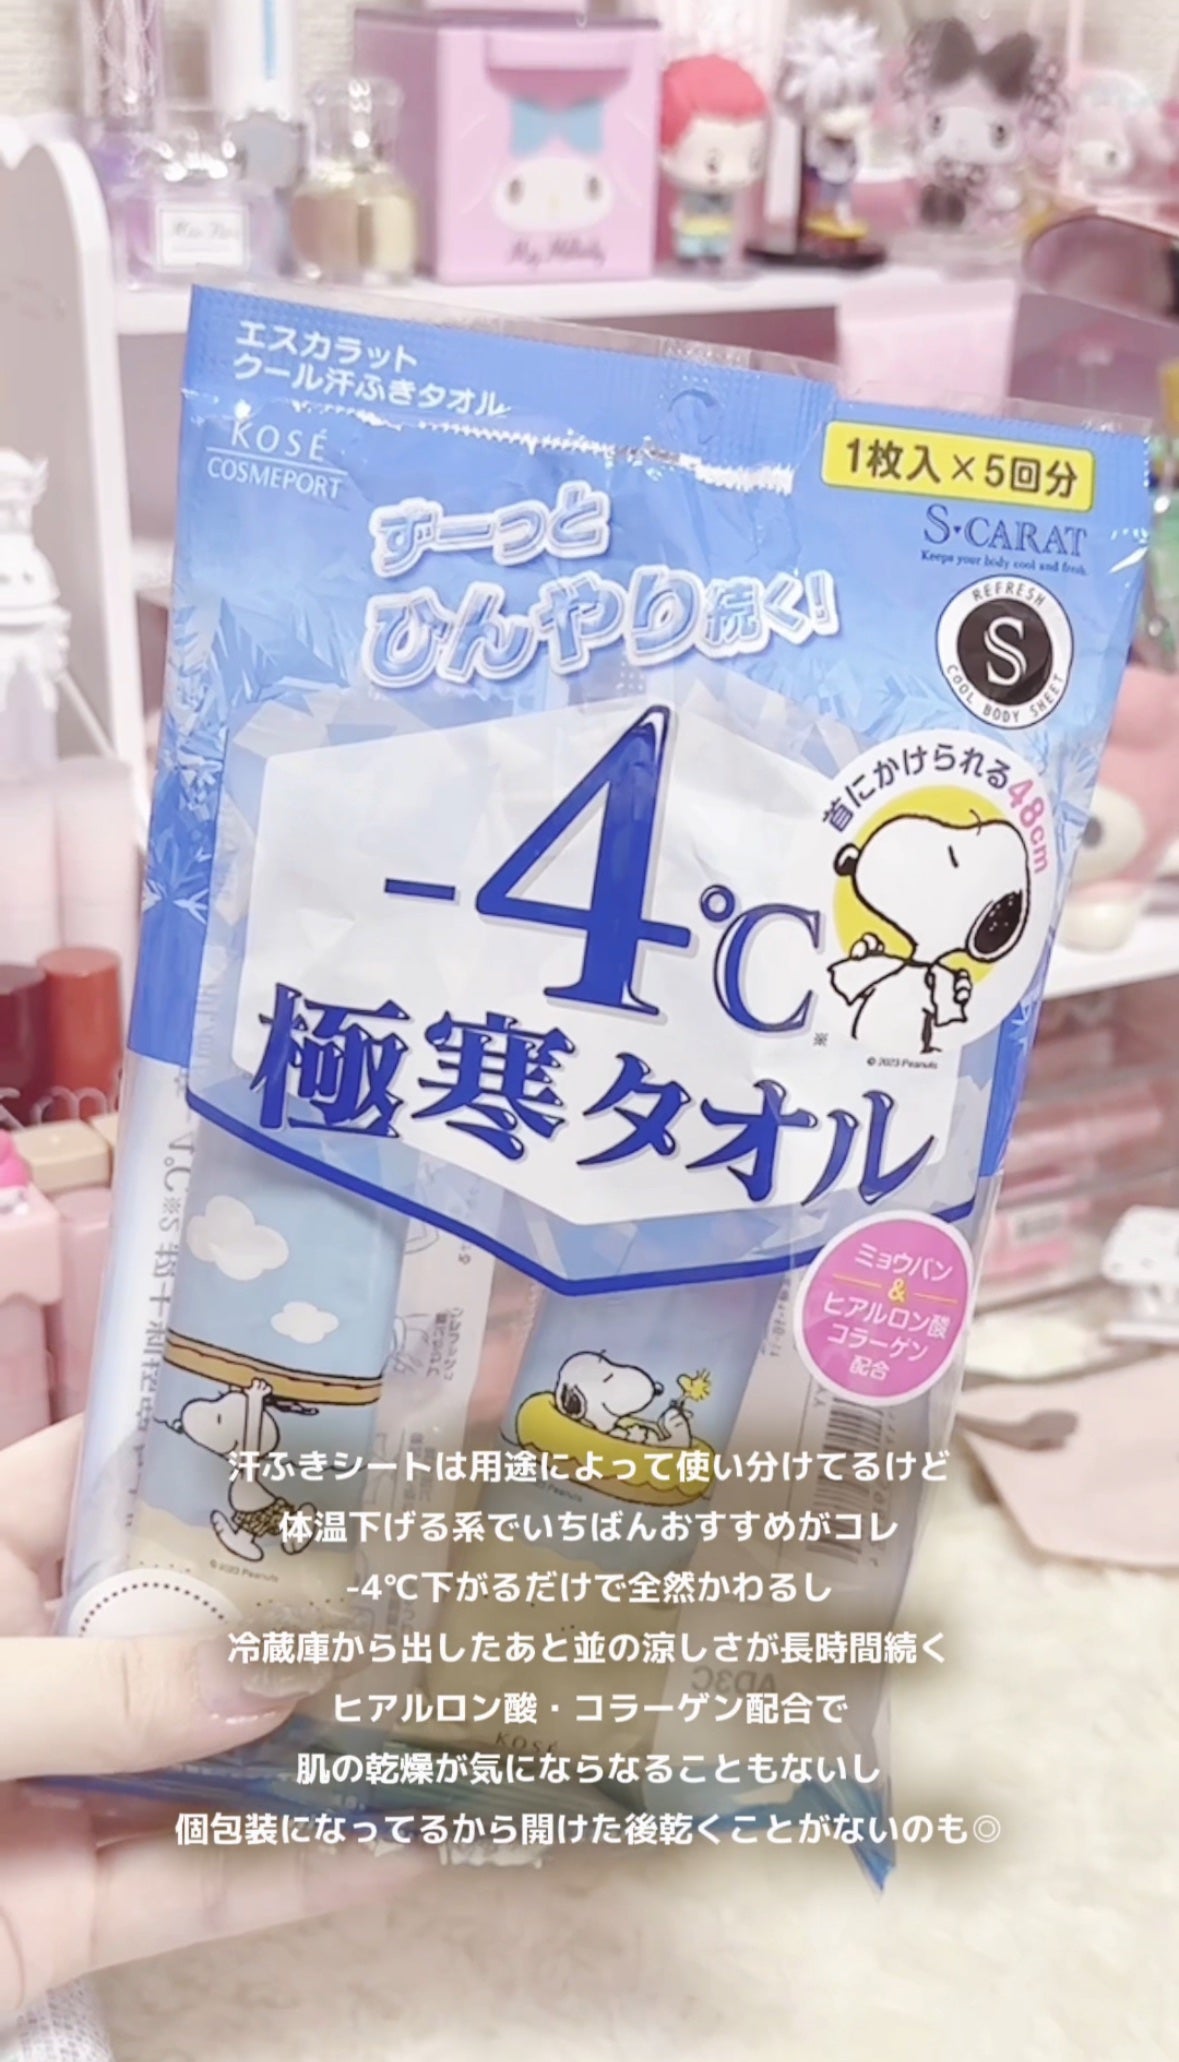 My Melody
エスカラット
クール汗ふきタオル
KOSÉ
COSMEPORT
1枚入×5回分
S・CARAT
Keeps your body cool and fresh.
REFRESH
S
COOL BODY SHEET
ずーっと
ひんやり続く!
首にかけられる48cm
-4℃※
© 2023 Peanuts
極寒タオル
ミョウバン
&
ヒアルロン酸
コラーゲン
配合
汗ふきシートは用途によって使い分けてるけど
体温下げる系でいちばんおすすめがコレ
-4℃下がるだけで全然かわるし
冷蔵庫から出したあと並の涼しさが長時間続く
ヒアルロン酸・コラーゲン配合で
肌の乾燥が気にならなることもないし
個包装になってるから開けた後乾くことがないのも◎
© 2023 Peanuts
KOSÉ